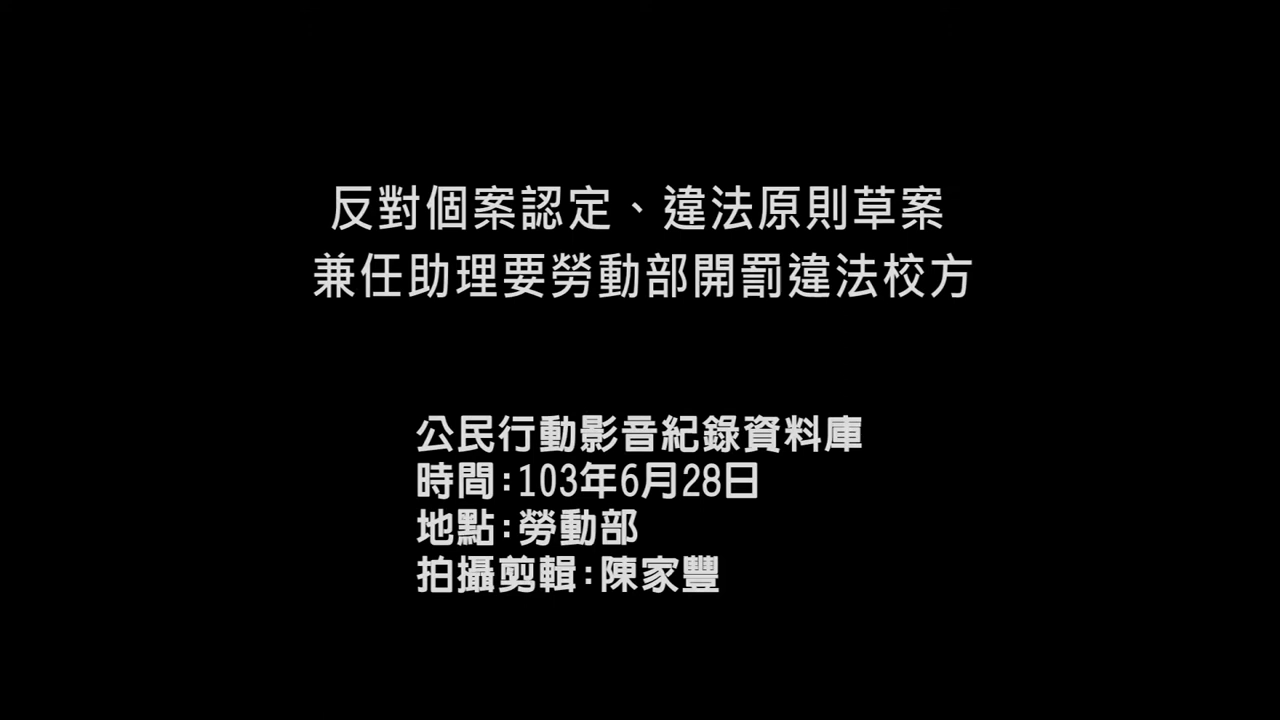 反對個案認定、違法原則草案
兼任助理要勞動部開罰違法校方
公民行動影音紀錄資料庫
時間:103年6月28日
地點:勞動部
拍攝剪輯:陳家豐